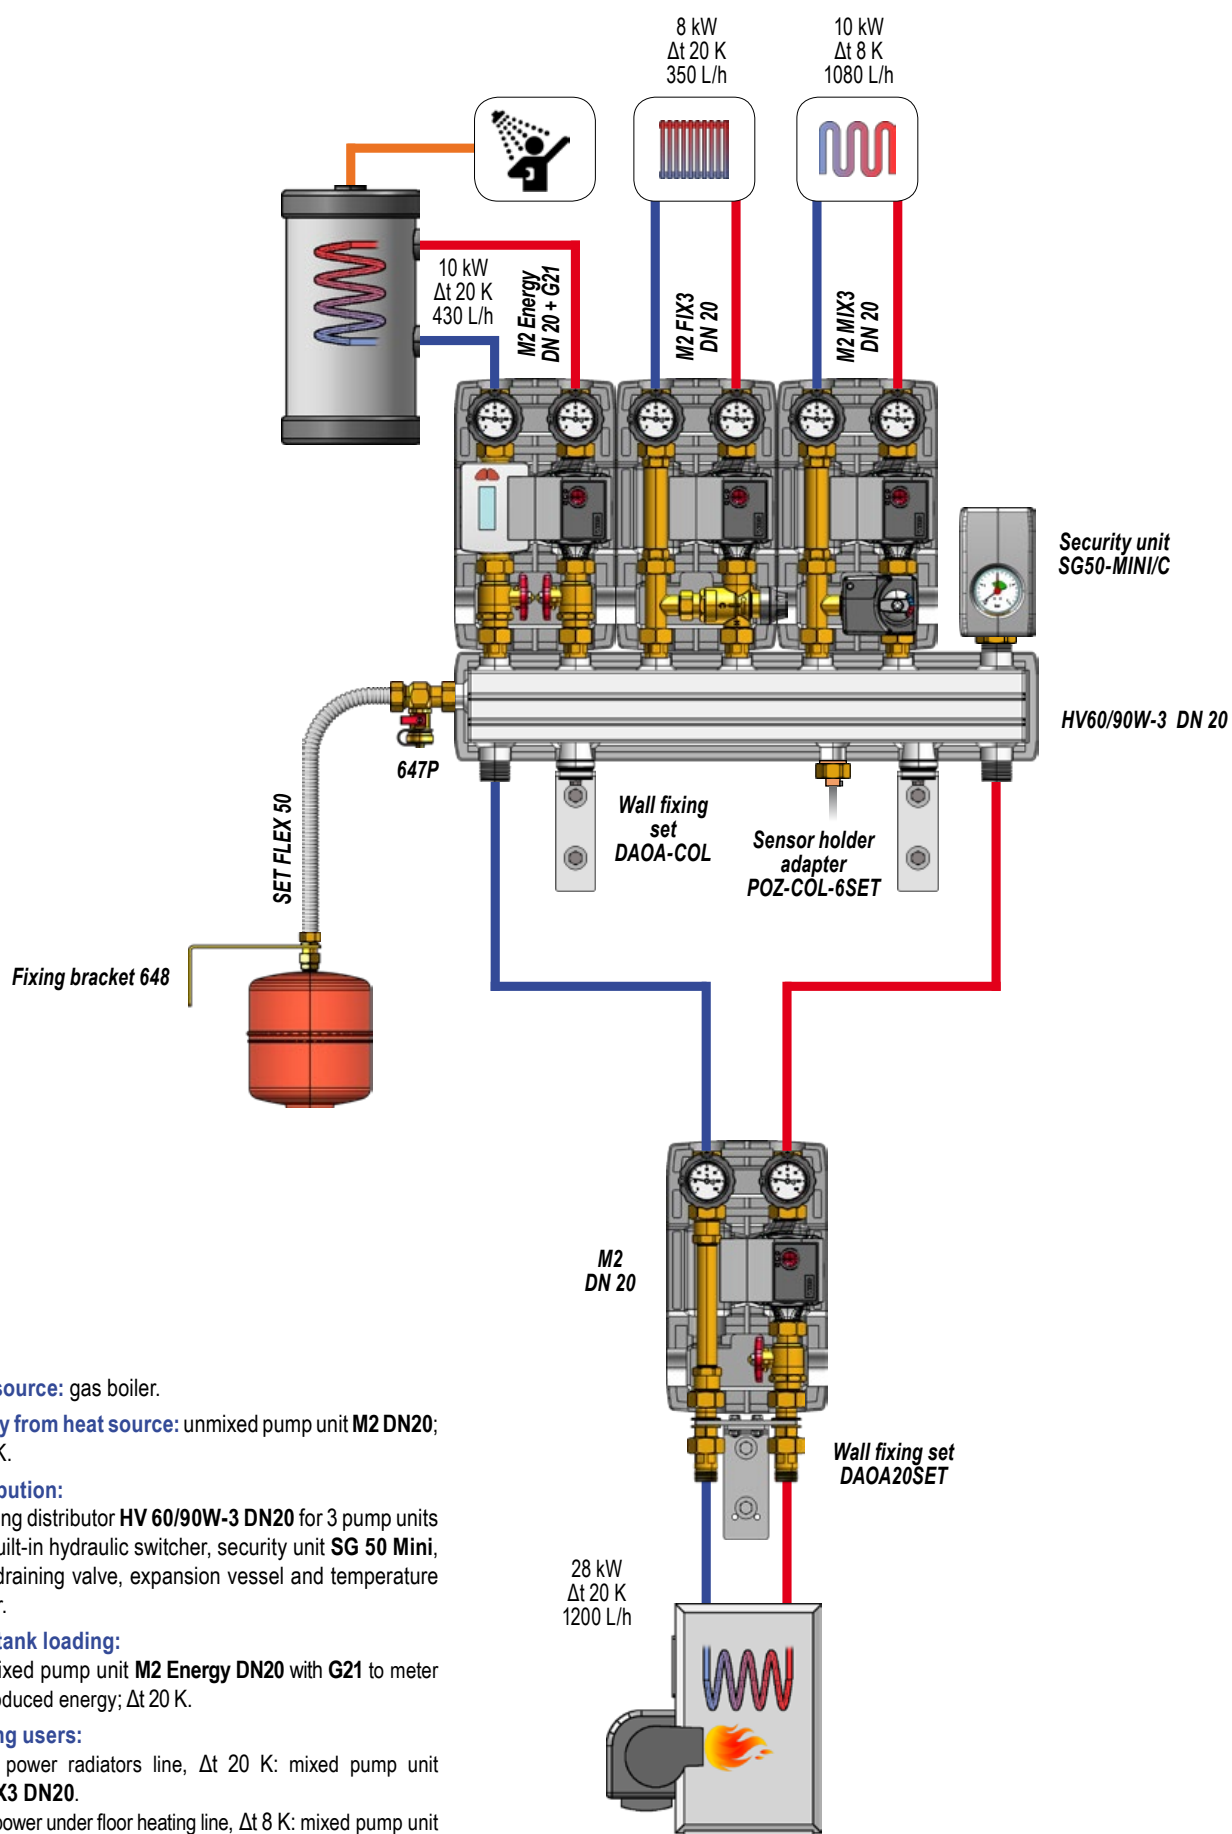 8 kW
Δt 20 K
350 L/h
10 kW
Δt 8 K
1080 L/h
10 kW
Δt 20 K
430 L/h
M2 Energy
DN 20 + G21
M2 FIX3
DN 20
M2 MIX3
DN 20
Security unit
SG50-MINI/C
HV60/90W-3 DN 20
647P
SET FLEX 50
Wall fixing
set
DAOA-COL
Sensor holder
adapter
POZ-COL-6SET
Fixing bracket 648
M2
DN 20
Wall fixing set
DAOA20SET
28 kW
Δt 20 K
1200 L/h
source: gas boiler.
y from heat source: unmixed pump unit M2 DN20;
K.
bution:
ng distributor HV 60/90W-3 DN20 for 3 pump units
uilt-in hydraulic switcher, security unit SG 50 Mini,
draining valve, expansion vessel and temperature
r.
tank loading:
ixed pump unit M2 Energy DN20 with G21 to meter
oduced energy; Δt 20 K.
ng users:
power radiators line, Δt 20 K: mixed pump unit
X3 DN20.
power under floor heating line, Δt 8 K: mixed pump unit